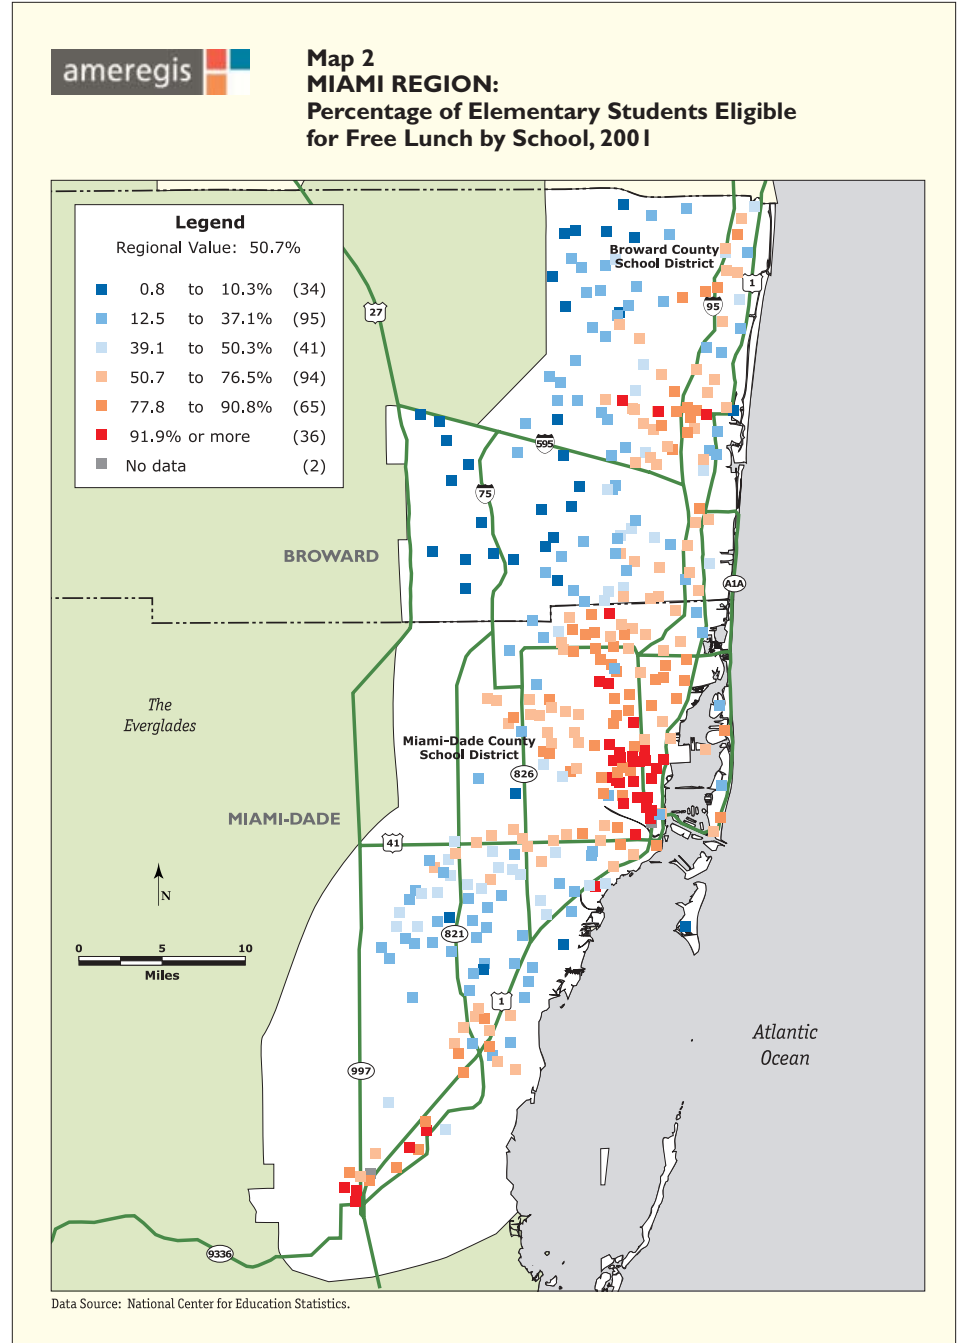 ameregis
Map 2
MIAMI REGION:
Percentage of Elementary Students Eligible
for Free Lunch by School, 2001
Legend
Regional Value: 50.7%
0.8 to 10.3% (34)
12.5 to 37.1% (95)
39.1 to 50.3% (41)
50.7 to 76.5% (94)
77.8 to 90.8% (65)
91.9% or more (36)
No data (2)
Broward County
School District
1
27
95
595
75
BROWARD
A1A
The
Everglades
Miami-Dade County
School District
826
MIAMI-DADE
41
N
821
0 5 10
Miles
1
Atlantic
Ocean
997
9336
Data Source: National Center for Education Statistics.